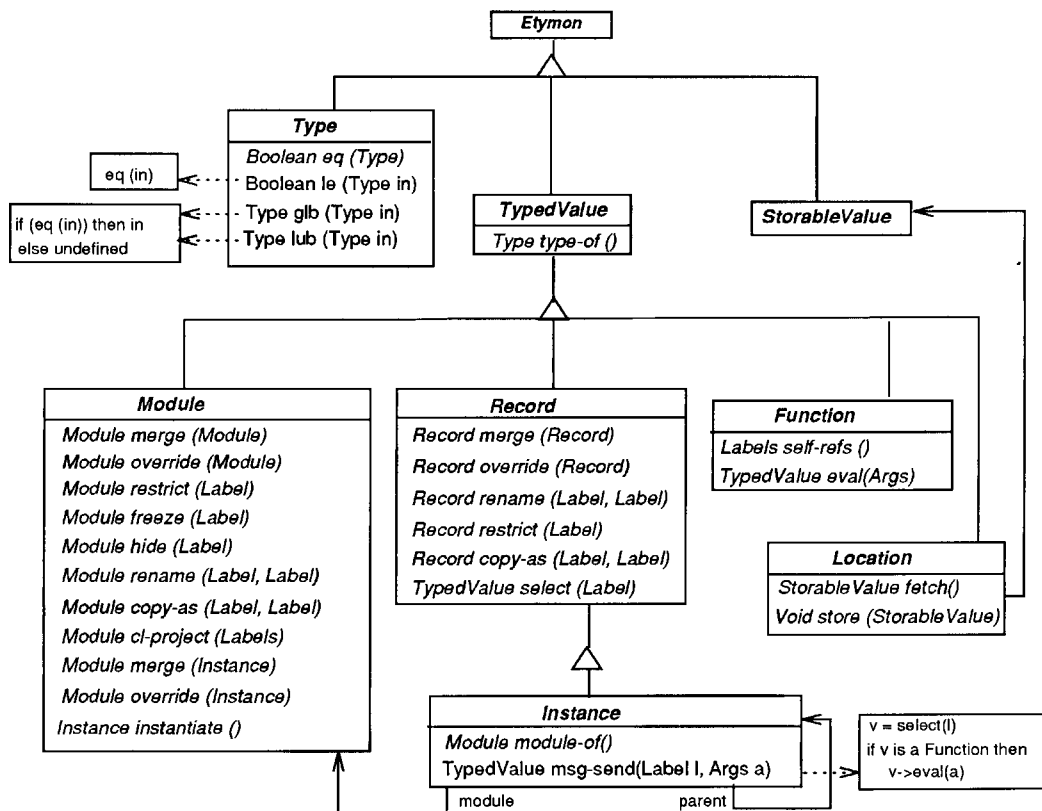 Etymon
Type
Boolean eq (Type)
Boolean le (Type in)
Type glb (Type in)
Type lub (Type in)
eq (in)
if (eq (in)) then in
else undefined
TypedValue
Type type-of ()
StorableValue
Module
Module merge (Module)
Module override (Module)
Module restrict (Label)
Module freeze (Label)
Module hide (Label)
Module rename (Label, Label)
Module copy-as (Label, Label)
Module cl-project (Labels)
Module merge (Instance)
Module override (Instance)
Instance instantiate ()
Record
Record merge (Record)
Record override (Record)
Record rename (Label, Label)
Record restrict (Label)
Record copy-as (Label, Label)
TypedValue select (Label)
Function
Labels self-refs ()
TypedValue eval(Args)
Location
StorableValue fetch()
Void store (StorableValue)
Instance
Module module-of()
TypedValue msg-send(Label l, Args a)
module
parent
v = select(l)
if v is a Function then
v->eval(a)